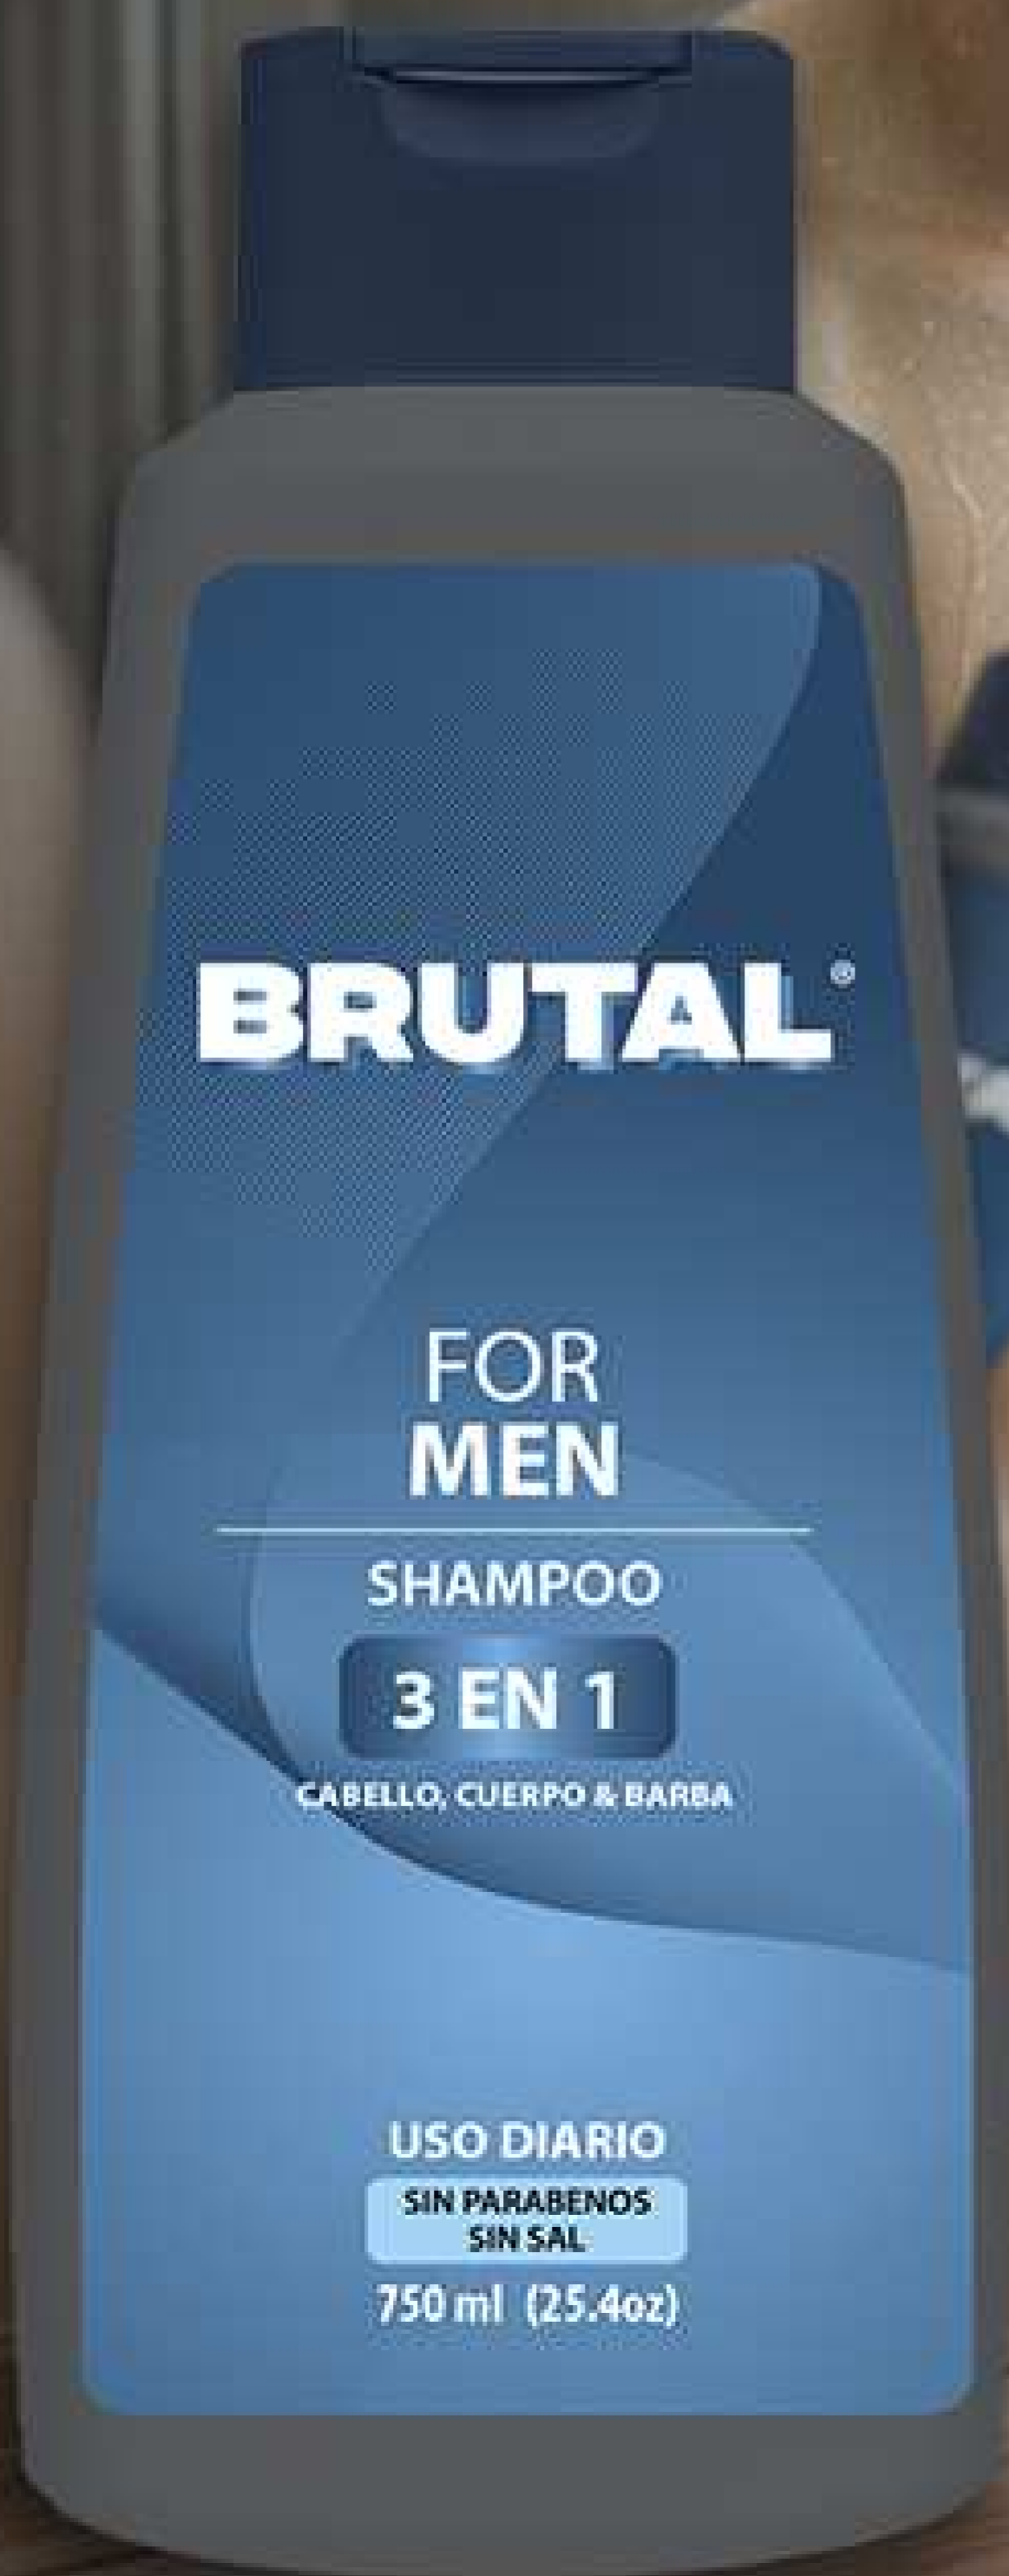 BRUTAL®
FOR
MEN
SHAMPOO
3 EN 1
CABELLO, CUERPO & BARBA
USO DIARIO
SIN PARABENOS
SIN SAL
750 ml (25.4oz)